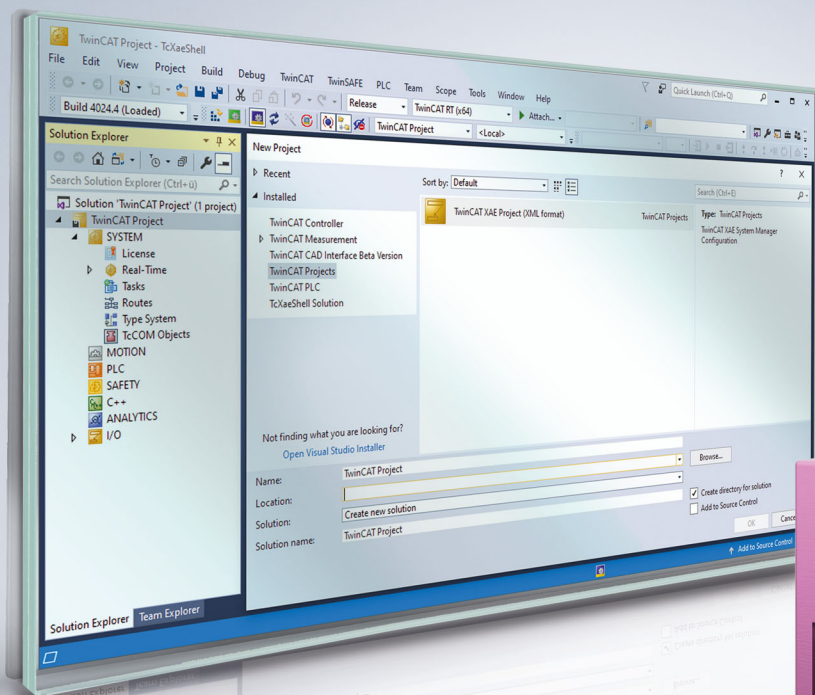 TwinCAT Project - TcXaeShell
File Edit View Project Build Debug TwinCAT TwinSAFE PLC Team Scope Tools Window Help
Quick Launch (Ctrl+Q)
Release TwinCAT RT (x64) Attach...
Build 4024.4 (Loaded) TwinCAT Project <Local>
Solution Explorer
Search Solution Explorer (Ctrl+ü)
Solution 'TwinCAT Project' (1 project)
TwinCAT Project
SYSTEM
License
Real-Time
Tasks
Routes
Type System
TcCOM Objects
MOTION
PLC
SAFETY
C++
ANALYTICS
I/O
Solution Explorer Team Explorer
New Project
? X
Recent
Installed
TwinCAT Controller
TwinCAT Measurement
TwinCAT CAD Interface Beta Version
TwinCAT Projects
TwinCAT PLC
TcXaeShell Solution
Not finding what you are looking for?
Open Visual Studio Installer
Sort by: Default
TwinCAT XAE Project (XML format) TwinCAT Projects
Search (Ctrl+E)
Type: TwinCAT Projects
TwinCAT XAE System Manager
Configuration
Name: TwinCAT Project
Location:
Browse...
Solution: Create new solution
Solution name: TwinCAT Project
Create directory for solution
Add to Source Control
OK Cance
Add to Source Control